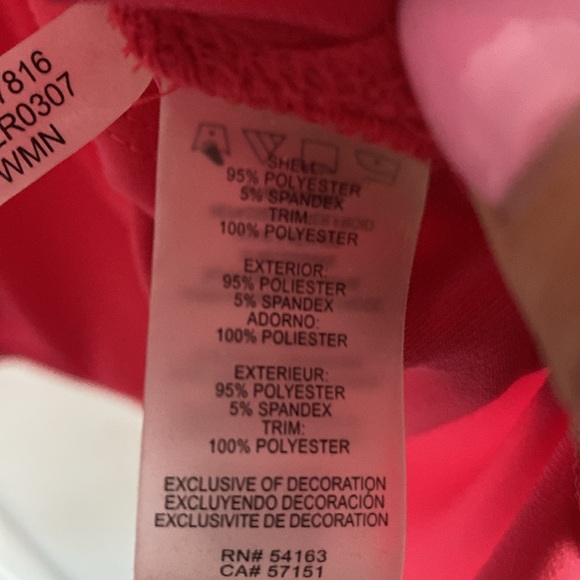 7816
R0307
WMN
SHELL:
95% POLYESTER
5% SPANDEX
TRIM:
100% POLYESTER
EXTERIOR:
95% POLIESTER
5% SPANDEX
ADORNO:
100% POLIESTER
EXTERIEUR:
95% POLYESTER
5% SPANDEX
TRIM:
100% POLYESTER
EXCLUSIVE OF DECORATION
EXCLUYENDO DECORACIÓN
EXCLUSIVITE DE DECORATION
RN# 54163
CA# 57151